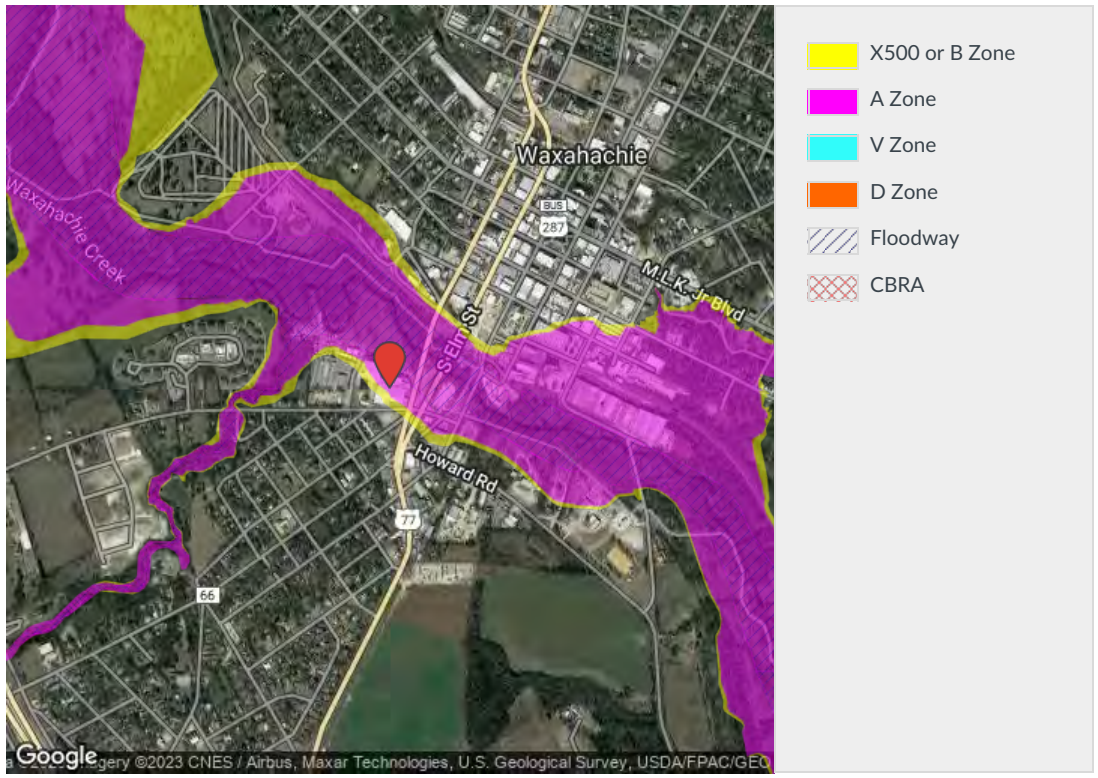 X500 or B Zone
A Zone
V Zone
D Zone
Floodway
CBRA
Waxahachie
BUS
287
M.L.K. Jr Blvd
Waxahachie Creek
S Elm St
Howard Rd
77
66
Google
Imagery ©2023 CNES / Airbus, Maxar Technologies, U.S. Geological Survey, USDA/FPAC/GEO